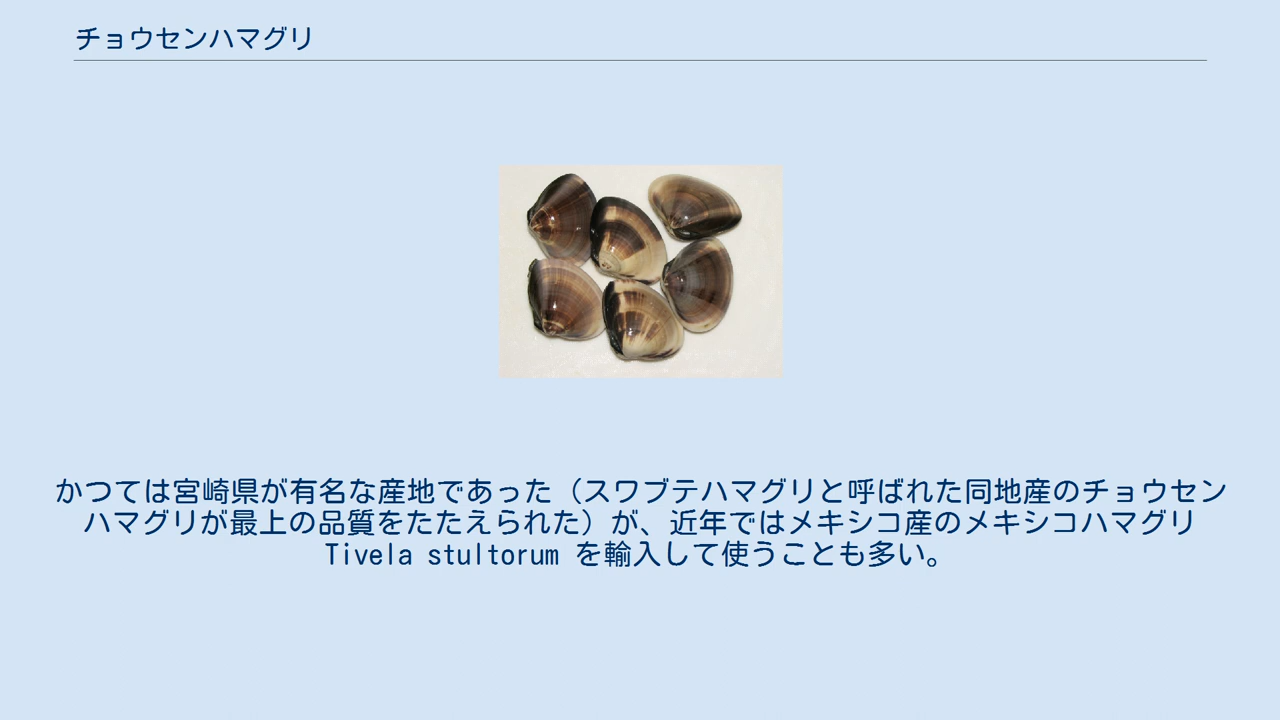 チョウセンハマグリ
かつては宮崎県が有名な産地であった（スワブテハマグリと呼ばれた同地産のチョウセン
ハマグリが最上の品質をたたえられた）が、近年ではメキシコ産のメキシコハマグリ
Tivela stultorum を輸入して使うことも多い。